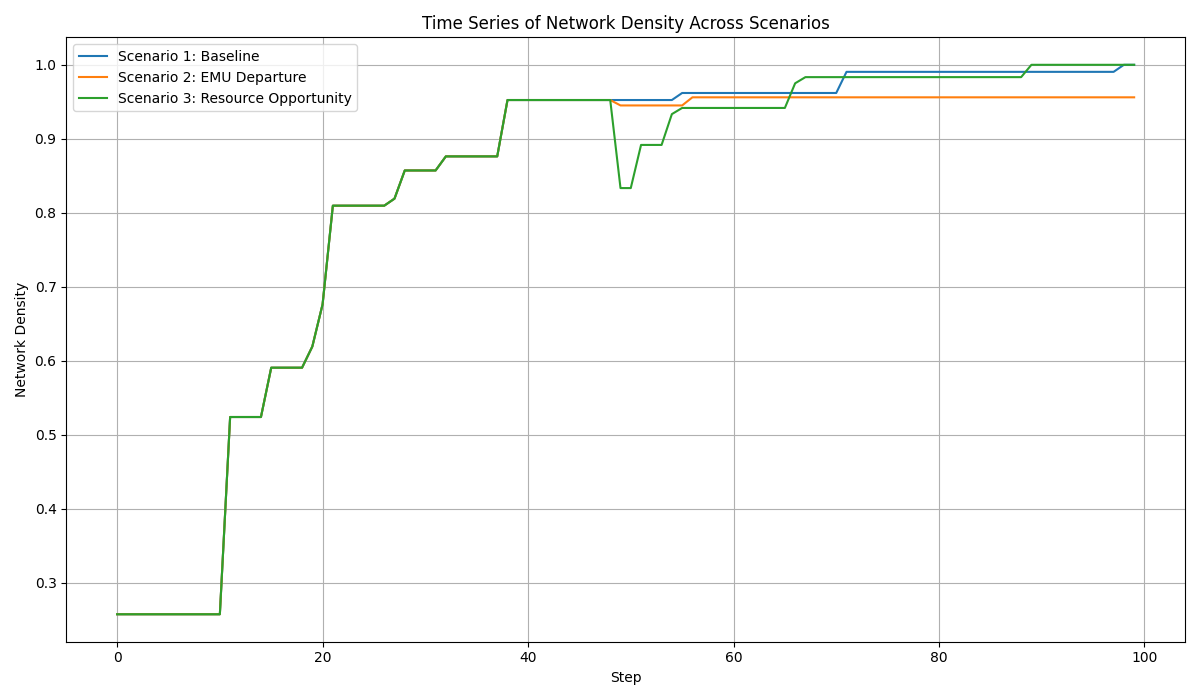 Time Series of Network Density Across Scenarios
Scenario 1: Baseline
Scenario 2: EMU Departure
Scenario 3: Resource Opportunity
Network Density
1.0
0.9
0.8
0.7
0.6
0.5
0.4
0.3
0 20 40 60 80 100
Step